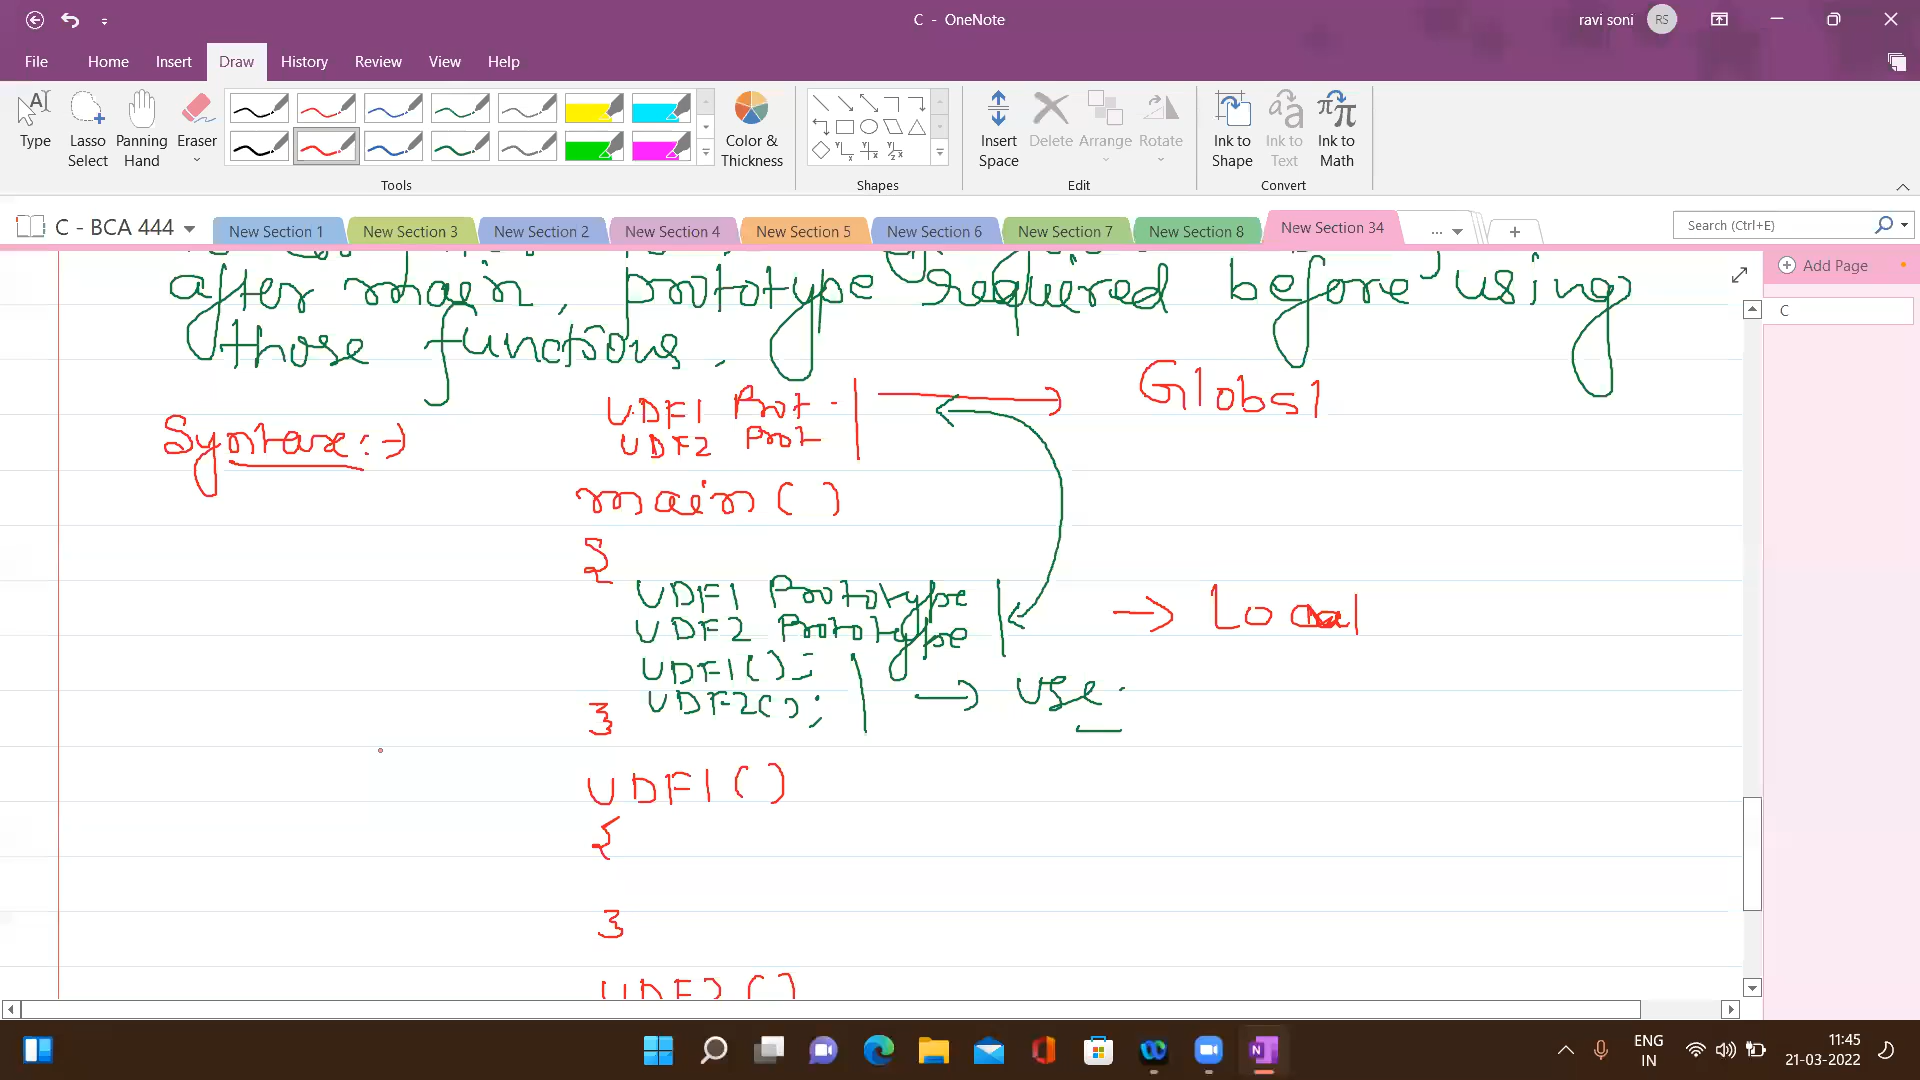 C - OneNote
ravi soni RS
File Home Insert Draw History Review View Help
Type Lasso Select Panning Hand Eraser Color & Thickness Insert Space Delete Arrange Rotate Ink to Shape Ink to Text Ink to Math
Tools Shapes Edit Convert
C - BCA 444 New Section 1 New Section 3 New Section 2 New Section 4 New Section 5 New Section 6 New Section 7 New Section 8 New Section 34 ... Search (Ctrl+E)
Add Page
C
after main, prototype required before using
those functions.
UDF1 Prot. Globsl
Syntax :→ UDF2 Prot
main ( )
{
UDF1 Prototype
UDF2 Prototype → Local
UDF1();
UDF2(); → use.
}
UDF1 ( )
{
}
UDF2 ( )
ENG
IN
11:45
21-03-2022